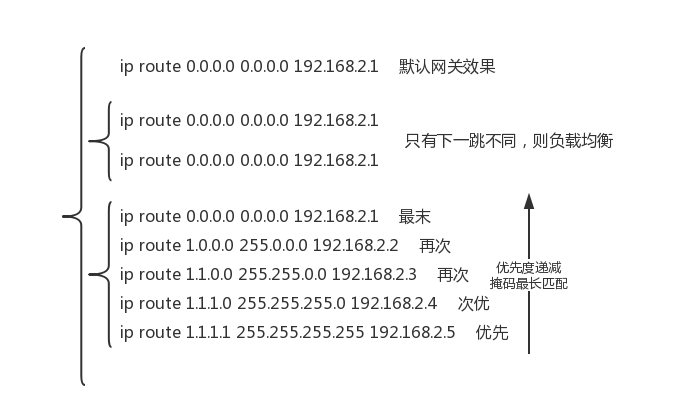 ip route 0.0.0.0 0.0.0.0 192.168.2.1 默认网关效果
ip route 0.0.0.0 0.0.0.0 192.168.2.1
只有下一跳不同，则负载均衡
ip route 0.0.0.0 0.0.0.0 192.168.2.1
ip route 0.0.0.0 0.0.0.0 192.168.2.1 最末
ip route 1.0.0.0 255.0.0.0 192.168.2.2 再次
ip route 1.1.0.0 255.255.0.0 192.168.2.3 再次
优先度递减
掩码最长匹配
ip route 1.1.1.0 255.255.255.0 192.168.2.4 次优
ip route 1.1.1.1 255.255.255.255 192.168.2.5 优先